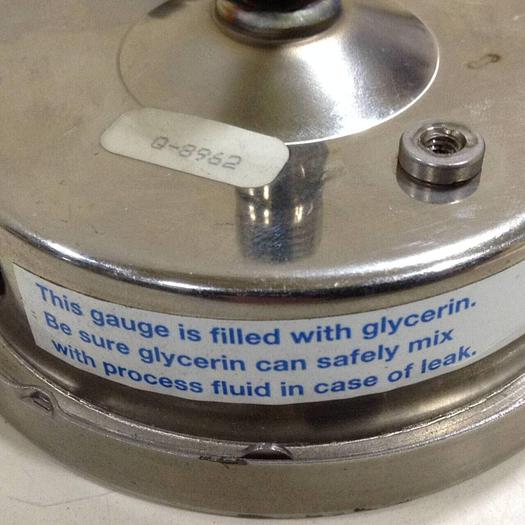 Q-8962
This gauge is filled with glycerin.
Be sure glycerin can safely mix
with process fluid in case of leak.